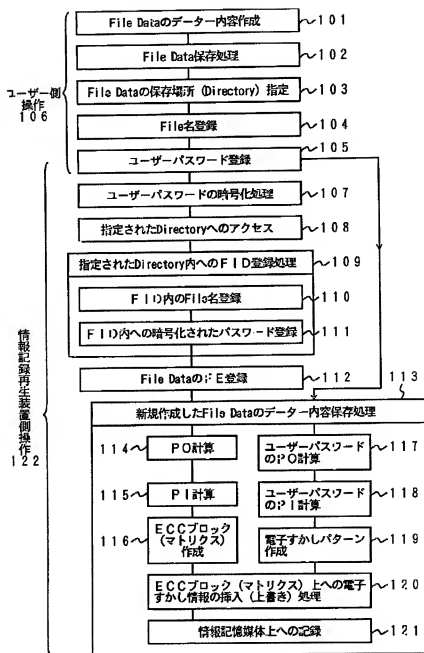 File Dataのデーター内容作成
101
File Data保存処理
102
File Dataの保存場所（Directory）指定
103
File名登録
104
ユーザー側操作
106
ユーザーパスワード登録
105
ユーザーパスワードの暗号化処理
107
指定されたDirectoryへのアクセス
108
指定されたDirectory内へのFID登録処理
109
FID内のFile名登録
110
FID内への暗号化されたパスワード登録
111
File DataのFE登録
112
情報記録再生装置側操作
122
新規作成したFile Dataのデーター内容保存処理
113
114
PO計算
ユーザーパスワードのPO計算
117
115
PI計算
ユーザーパスワードのPI計算
118
116
ECCブロック（マトリクス）作成
電子すかしパターン作成
119
ECCブロック（マトリクス）上への電子すかし情報の挿入（上書き）処理
120
情報記憶媒体上への記録
121